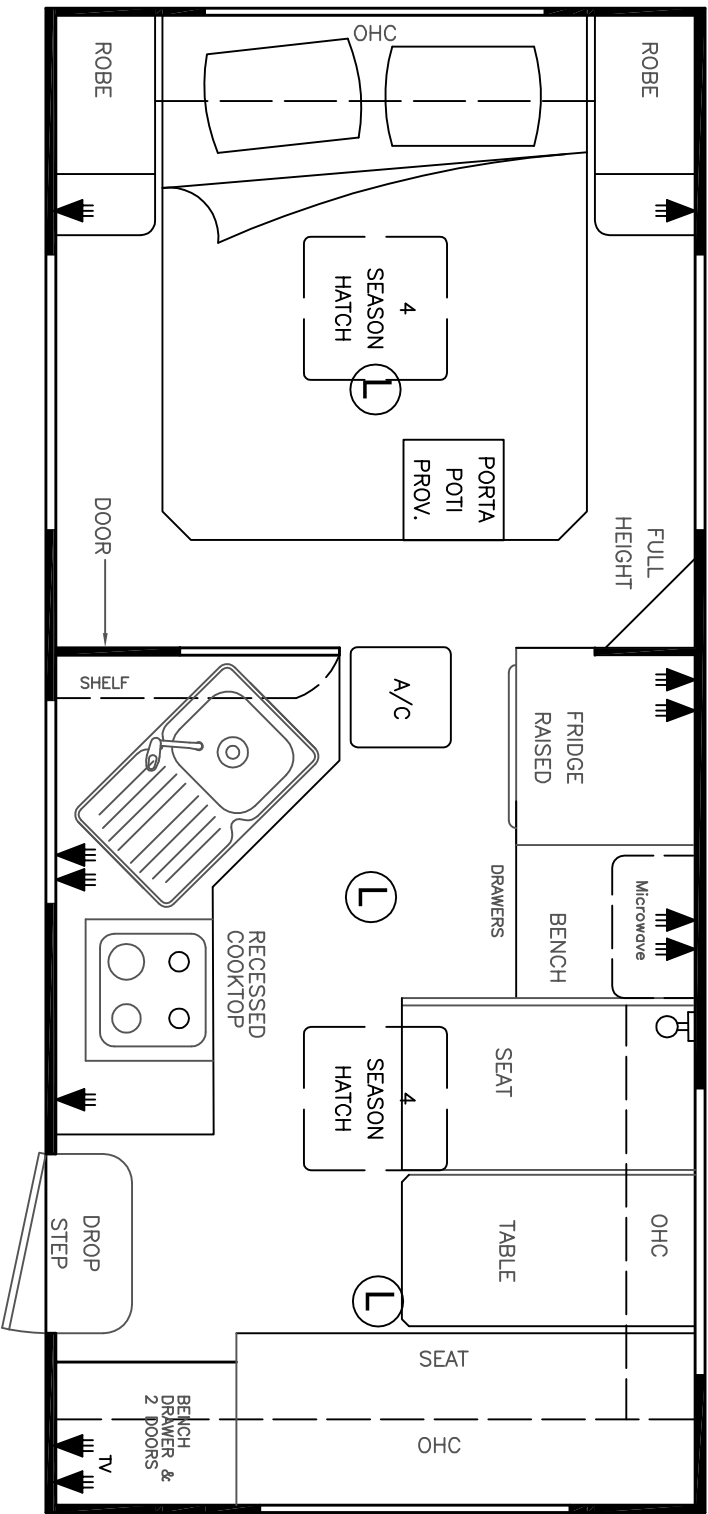 OHC
ROBE
ROBE
4
SEASON
HATCH
L
PORTA
POTI
PROV.
DOOR
FULL
HEIGHT
SHELF
A/C
FRIDGE
RAISED
DRAWERS
Microwave
BENCH
L
RECESSED
COOKTOP
4
SEASON
HATCH
SEAT
DROP
STEP
TABLE
OHC
L
SEAT
BENCH
DRAWER &
2 DOORS
TV
OHC